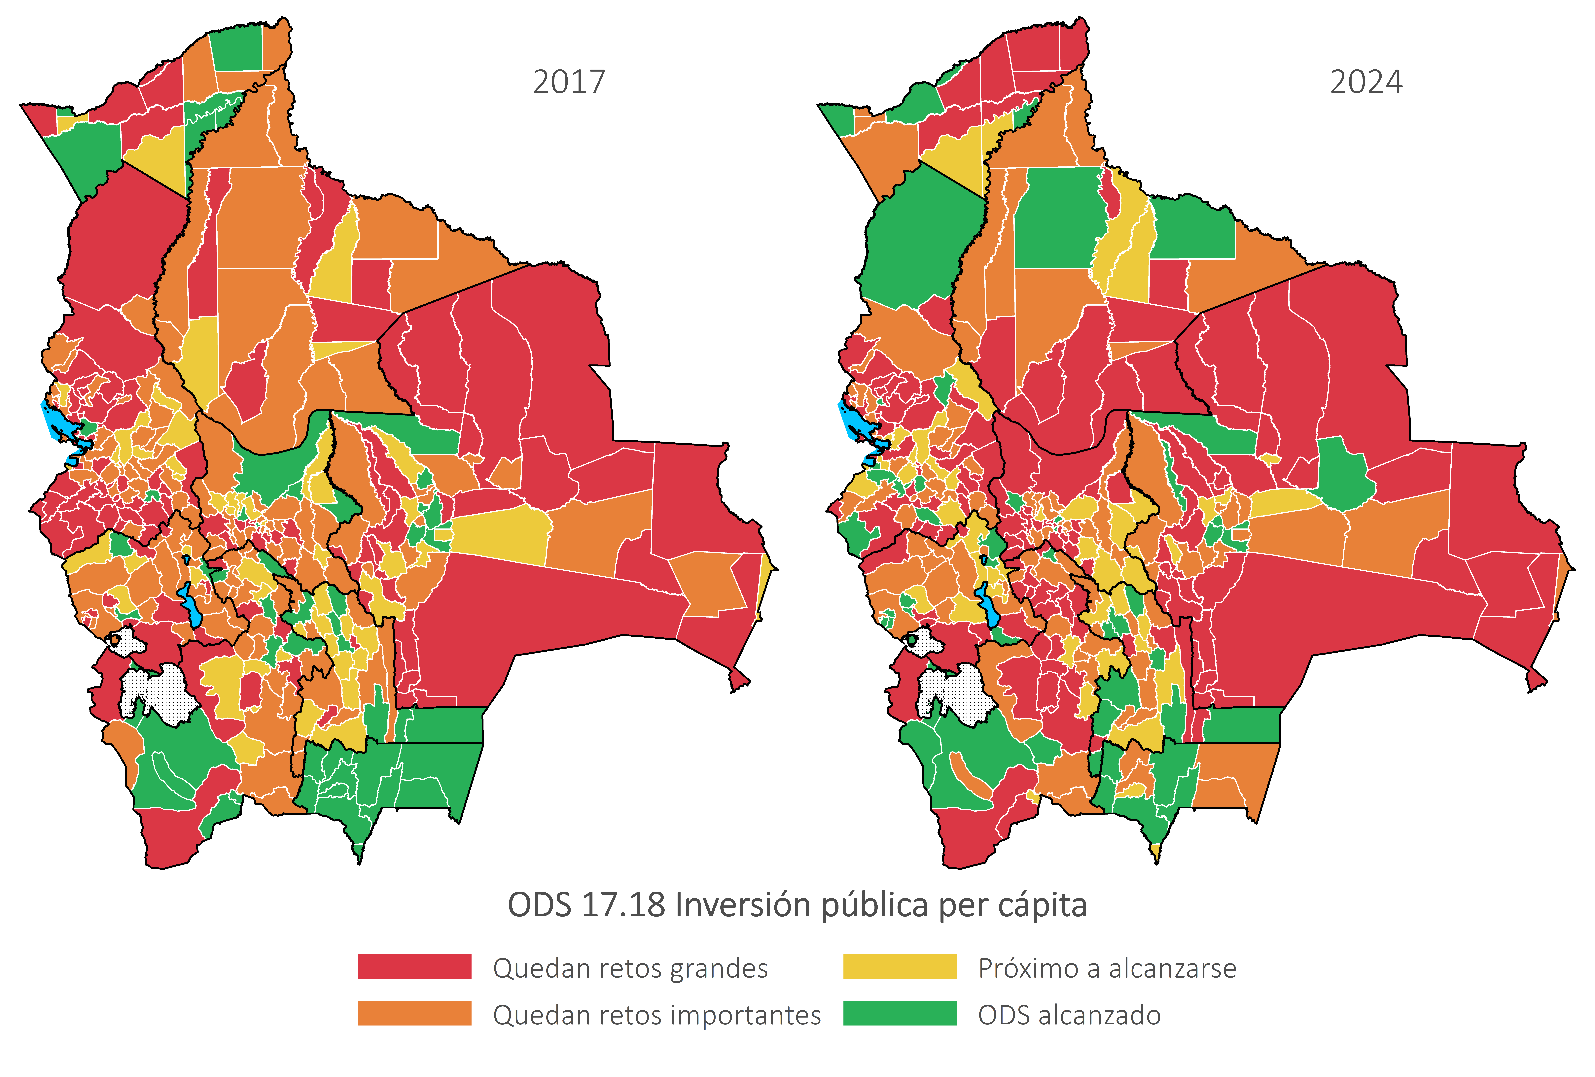 2017
2024
ODS 17.18 Inversión pública per cápita
Quedan retos grandes
Próximo a alcanzarse
Quedan retos importantes
ODS alcanzado